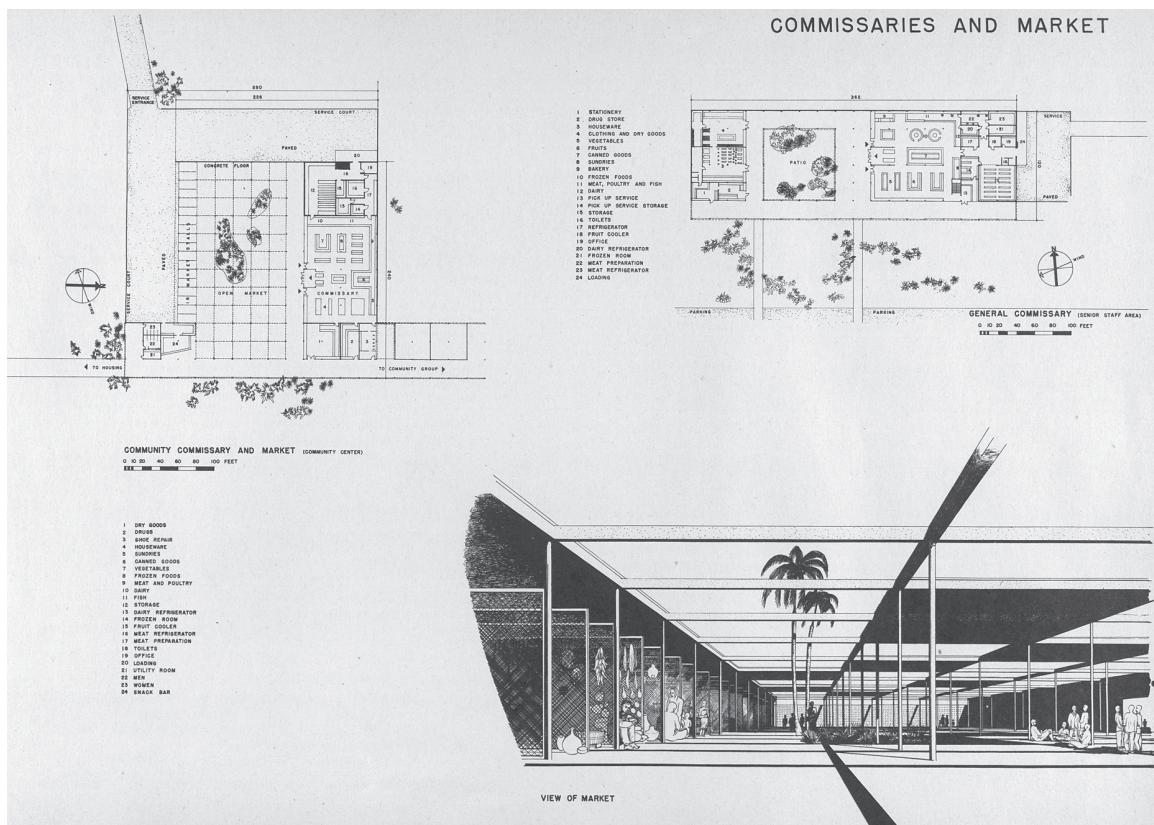 COMMISSARIES AND MARKET
290
226
SERVICE ENTRANCE
SERVICE COURT
PAVED
CONCRETE FLOOR
SERVICE COURT
PAVED
18 MARKET STALLS
OPEN MARKET
COMMISSARY
240
N
WIND
TO HOUSING
TO COMMUNITY GROUP
COMMUNITY COMMISSARY AND MARKET (COMMUNITY CENTER)
0 10 20 40 60 80 100 FEET
1 DRY GOODS
2 DRUGS
3 SHOE REPAIR
4 HOUSEWARE
5 SUNDRIES
6 CANNED GOODS
7 VEGETABLES
8 FROZEN FOODS
9 MEAT AND POULTRY
10 DAIRY
11 FISH
12 STORAGE
13 DAIRY REFRIGERATOR
14 FROZEN ROOM
15 FRUIT COOLER
16 MEAT REFRIGERATOR
17 MEAT PREPARATION
18 TOILETS
19 OFFICE
20 LOADING
21 UTILITY ROOM
22 MEN
23 WOMEN
24 SNACK BAR
1 STATIONERY
2 DRUG STORE
3 HOUSEWARE
4 CLOTHING AND DRY GOODS
5 VEGETABLES
6 FRUITS
7 CANNED GOODS
8 SUNDRIES
9 BAKERY
10 FROZEN FOODS
11 MEAT, POULTRY AND FISH
12 DAIRY
13 PICK UP SERVICE
14 PICK UP SERVICE STORAGE
15 STORAGE
16 TOILETS
17 REFRIGERATOR
18 FRUIT COOLER
19 OFFICE
20 DAIRY REFRIGERATOR
21 FROZEN ROOM
22 MEAT PREPARATION
23 MEAT REFRIGERATOR
24 LOADING
362
PATIO
SERVICE
120
PAVED
N
WIND
PARKING
PARKING
GENERAL COMMISSARY (SENIOR STAFF AREA)
0 10 20 40 60 80 100 FEET
VIEW OF MARKET